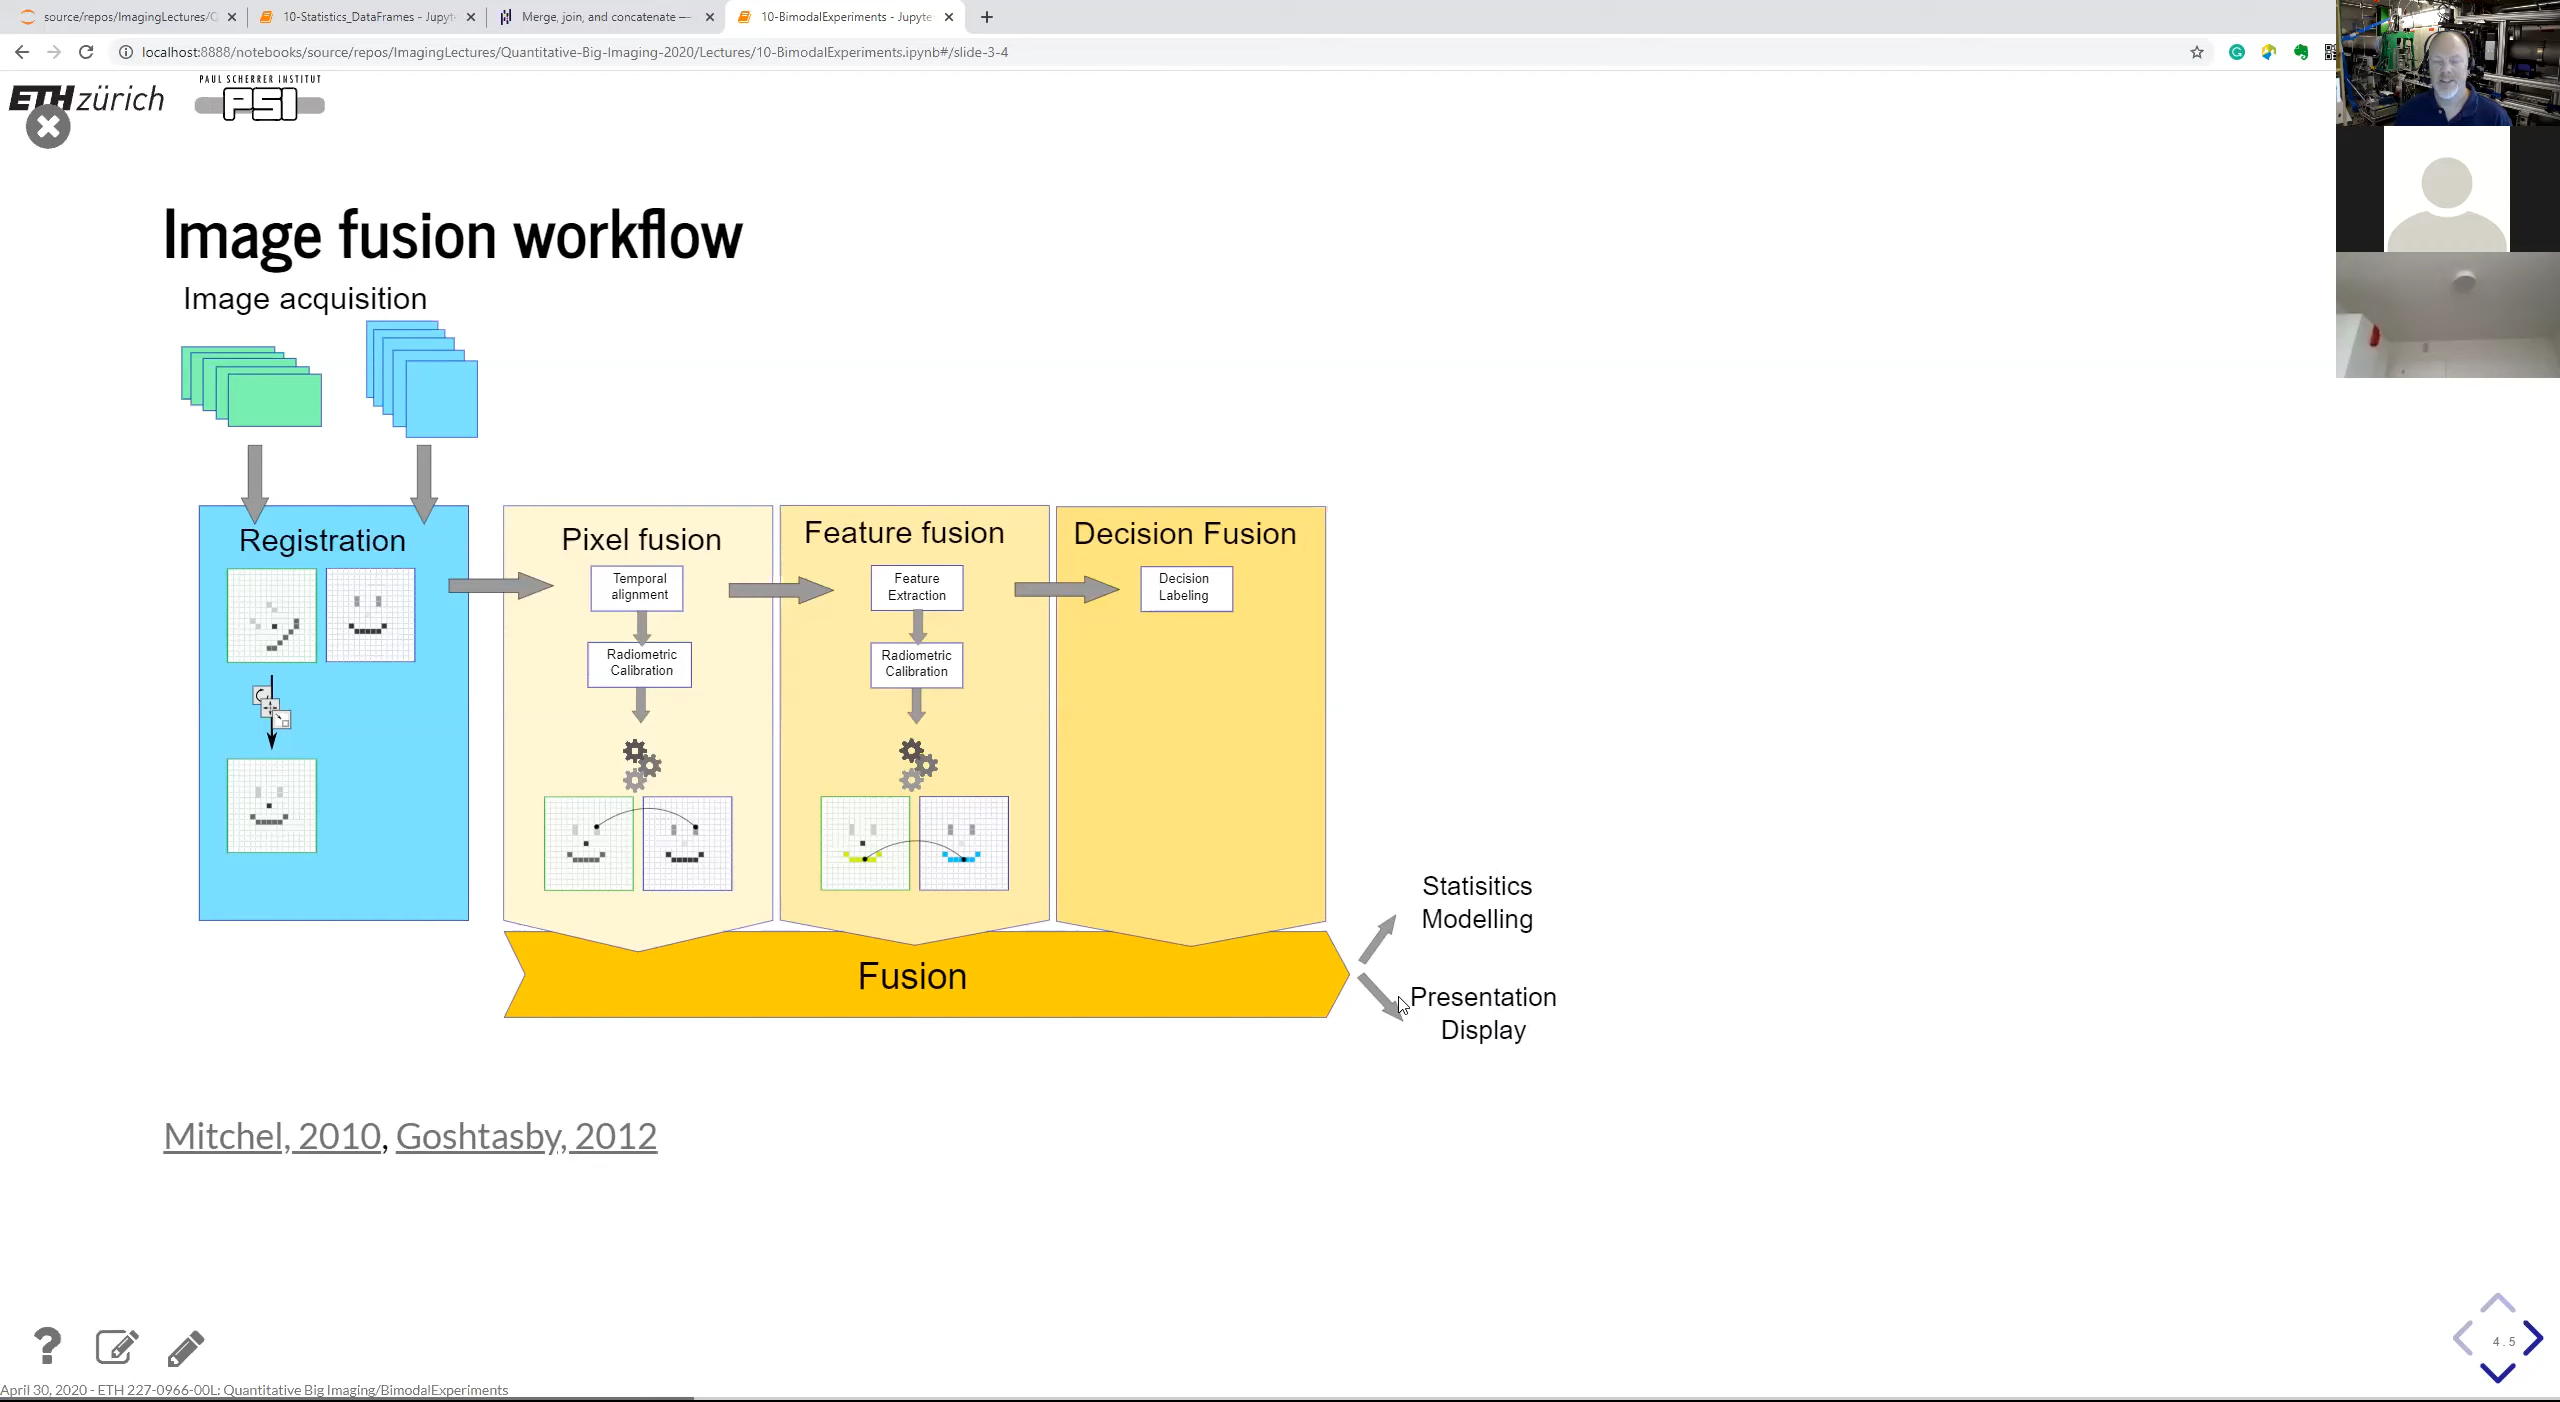 source/repos/ImagingLectures/Q
10-Statistics_DataFrames - Jupyt
Merge, join, and concatenate —
10-BimodalExperiments - Jupyte
localhost:8888/notebooks/source/repos/ImagingLectures/Quantitative-Big-Imaging-2020/Lectures/10-BimodalExperiments.ipynb#/slide-3-4
ETH zürich
PAUL SCHERRER INSTITUT
PSI
Image fusion workflow
Image acquisition
Registration
Pixel fusion
Feature fusion
Decision Fusion
Temporal
alignment
Feature
Extraction
Decision
Labeling
Radiometric
Calibration
Radiometric
Calibration
Statisitics
Modelling
Fusion
Presentation
Display
Mitchel, 2010, Goshtasby, 2012
4.5
April 30, 2020 - ETH 227-0966-00L: Quantitative Big Imaging/BimodalExperiments